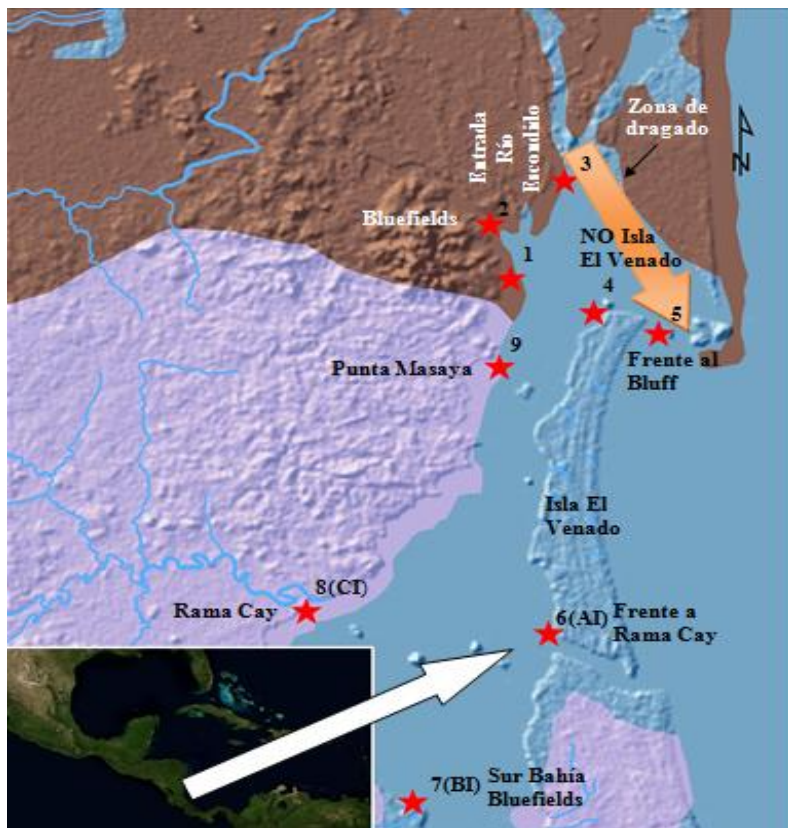 Zona de
dragado
Entrada
Río
Escondido
3
2
Bluefields
NO Isla
El Venado
1
4
5
9
Frente al
Bluff
Punta Masaya
Isla El
Venado
8(CI)
Rama Cay
6(AI)
Frente a
Rama Cay
7(BI)
Sur Bahía
Bluefields
N